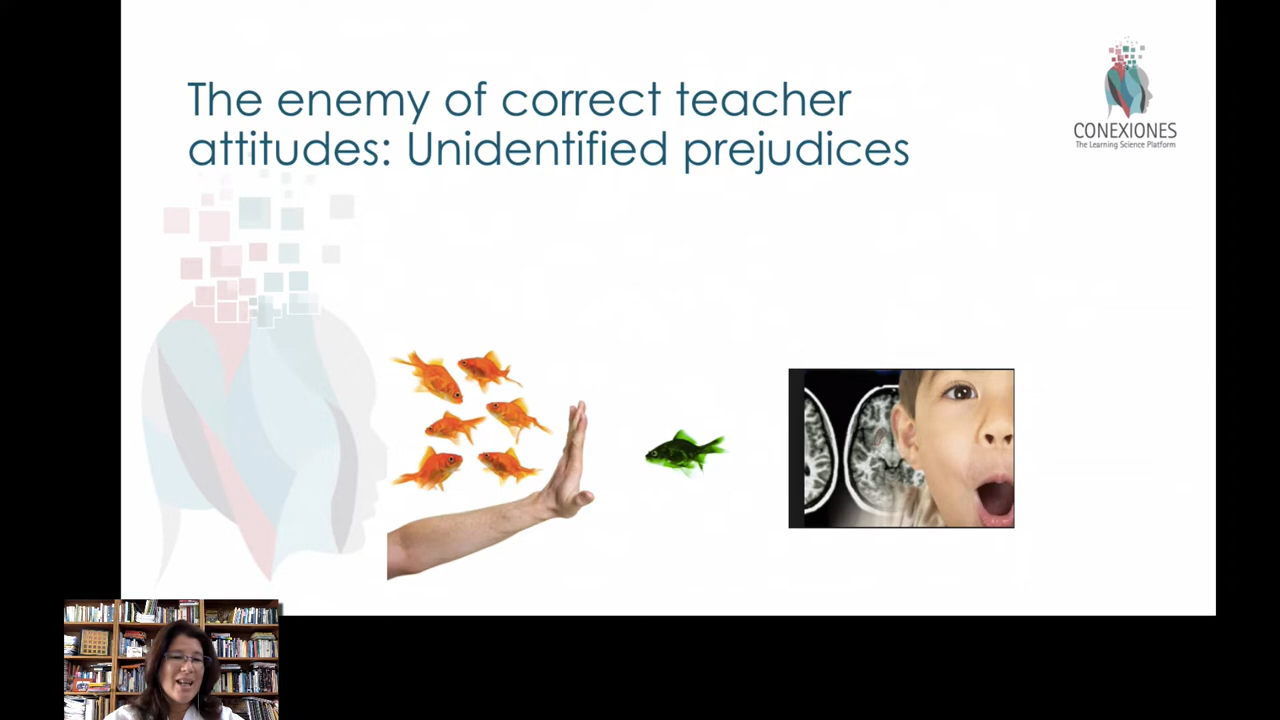 The enemy of correct teacher
attitudes: Unidentified prejudices
CONEXIONES
The Learning Science Platform